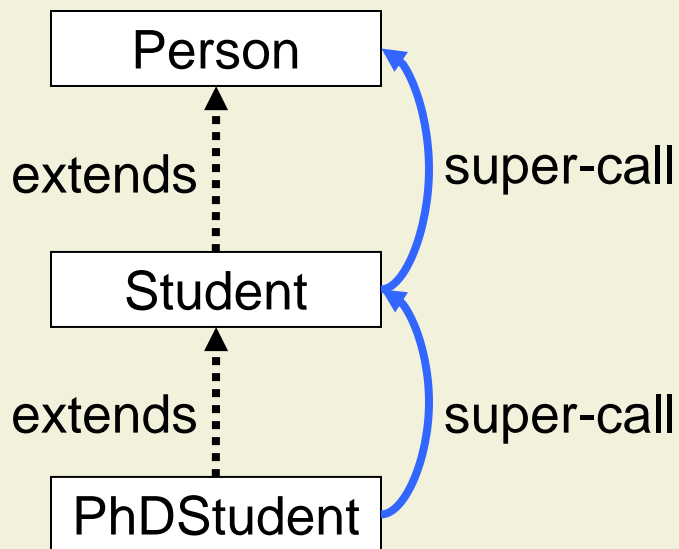 Person
extends
super-call
Student
extends
super-call
PhDStudent